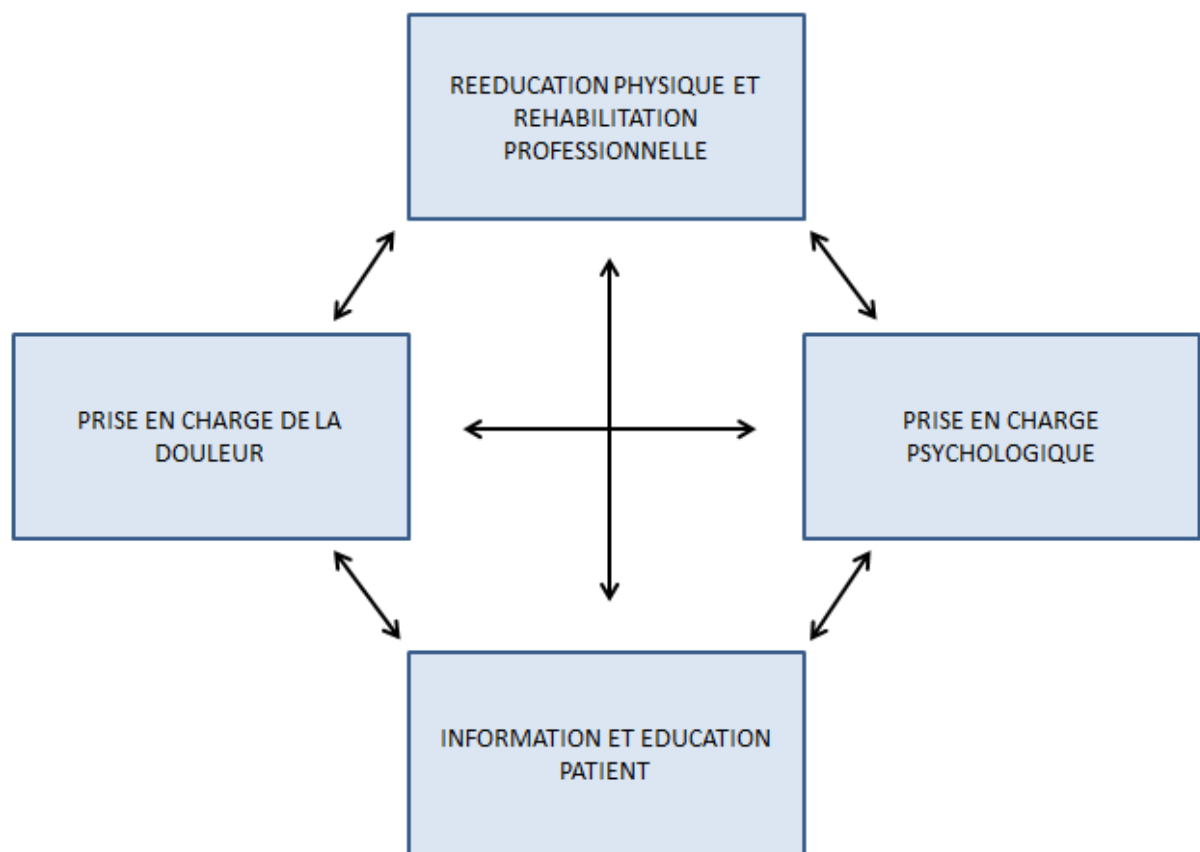 REEDUCATION PHYSIQUE ET
REHABILITATION
PROFESSIONNELLE
PRISE EN CHARGE DE LA
DOULEUR
PRISE EN CHARGE
PSYCHOLOGIQUE
INFORMATION ET EDUCATION
PATIENT